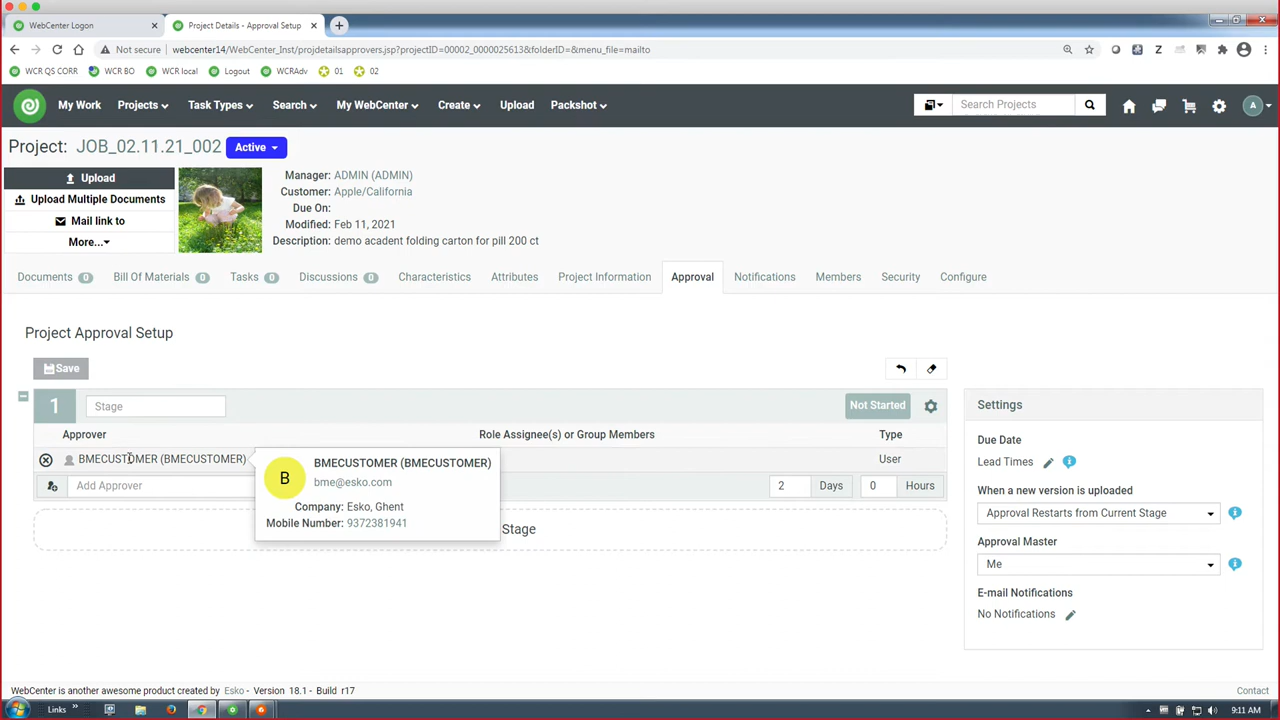 WebCenter Logon
Project Details - Approval Setup
Not secure | webcenter14/WebCenter_Inst/projdetailsapprovers.jsp?projectID=00002_0000025613&folderID=&menu_file=mailto
WCR QS CORR WCR BO WCR local Logout WCRAdv 01 02
My Work Projects Task Types Search My WebCenter Create Upload Packshot Search Projects A
Project: JOB_02.11.21_002 Active
Upload
Upload Multiple Documents
Mail link to
More...
Manager: ADMIN (ADMIN)
Customer: Apple/California
Due On:
Modified: Feb 11, 2021
Description: demo acadent folding carton for pill 200 ct
Documents 0 Bill Of Materials 0 Tasks 0 Discussions 0 Characteristics Attributes Project Information Approval Notifications Members Security Configure
Project Approval Setup
Save
1 Stage Not Started
Approver Role Assignee(s) or Group Members Type
BMECUSTOMER (BMECUSTOMER) User
Add Approver 2 Days 0 Hours
B
BMECUSTOMER (BMECUSTOMER)
bme@esko.com
Company: Esko, Ghent
Mobile Number: 9372381941
Stage
Settings
Due Date
Lead Times
When a new version is uploaded
Approval Restarts from Current Stage
Approval Master
Me
E-mail Notifications
No Notifications
WebCenter is another awesome product created by Esko - Version 18.1 - Build r17
Contact
Links »
9:11 AM